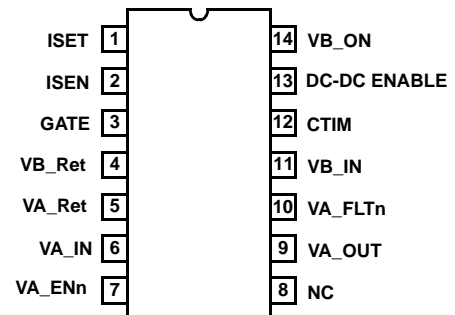 ISET 1 14 VB_ON
ISEN 2 13 DC-DC ENABLE
GATE 3 12 CTIM
VB_Ret 4 11 VB_IN
VA_Ret 5 10 VA_FLTn
VA_IN 6 9 VA_OUT
VA_ENn 7 8 NC